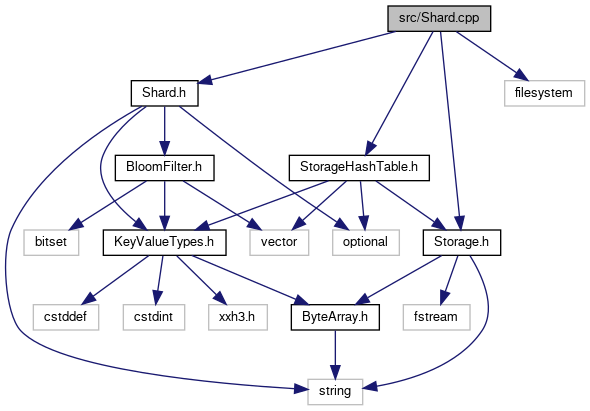 src/Shard.cpp
Shard.h
filesystem
BloomFilter.h
StorageHashTable.h
bitset
KeyValueTypes.h
vector
optional
Storage.h
cstddef
cstdint
xxh3.h
ByteArray.h
fstream
string